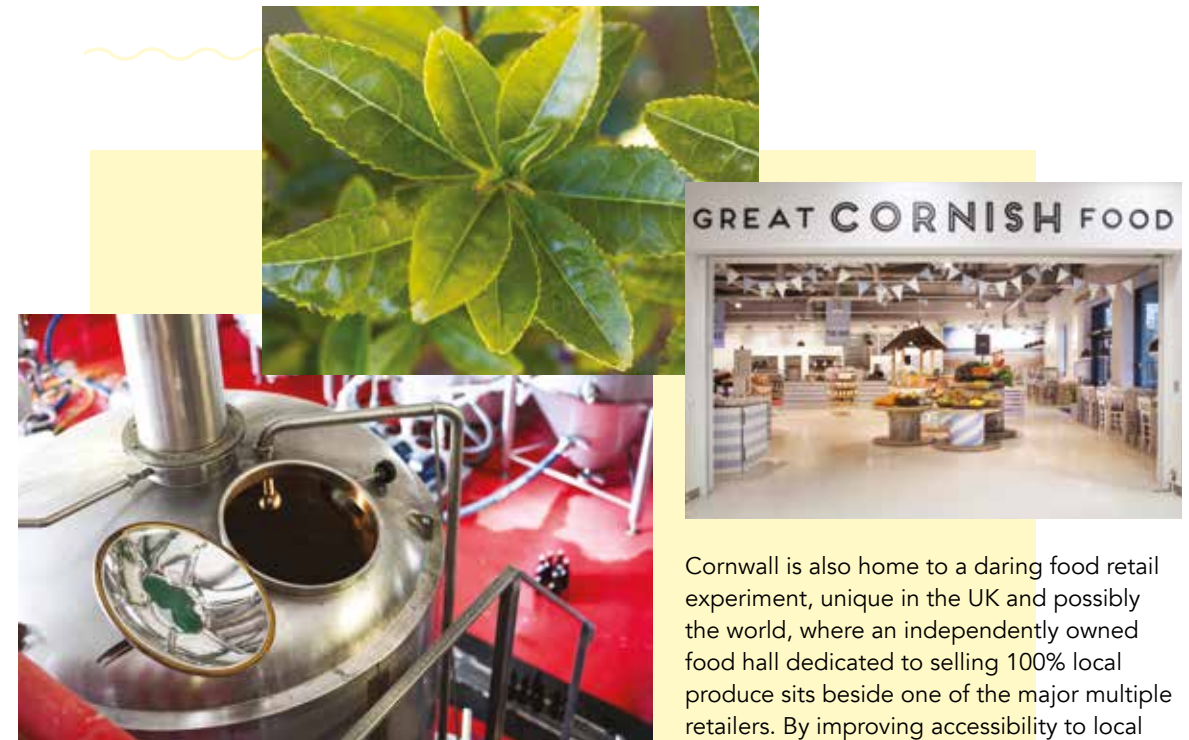 GREAT CORNISH FOOD
Cornwall is also home to a daring food retail
experiment, unique in the UK and possibly
the world, where an independently owned
food hall dedicated to selling 100% local
produce sits beside one of the major multiple
retailers. By improving accessibility to local